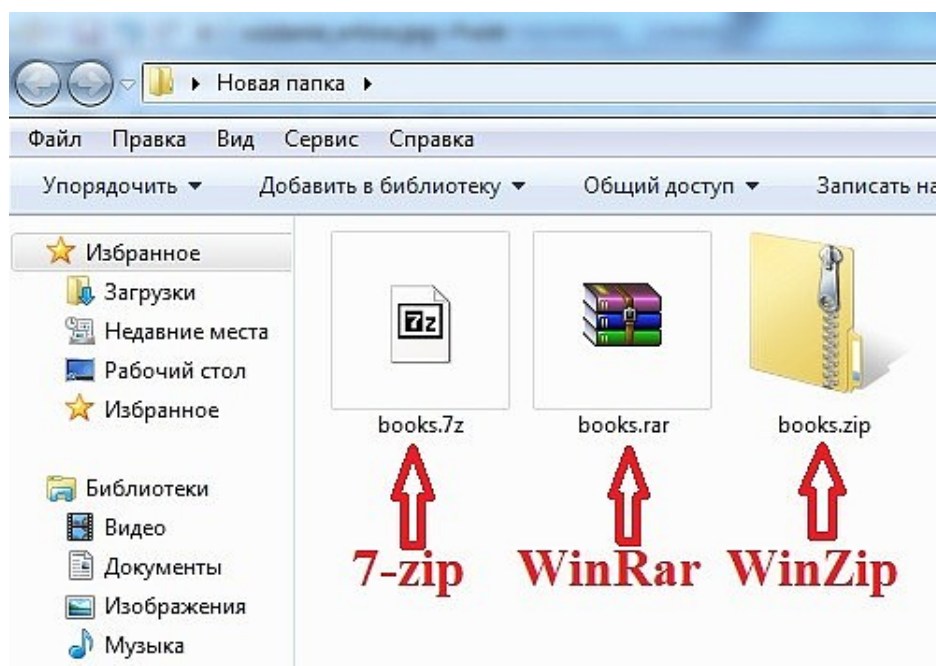 Новая папка
Файл Правка Вид Сервис Справка
Упорядочить Добавить в библиотеку Общий доступ Записать на
Избранное
Загрузки
Недавние места
Рабочий стол
Избранное
Библиотеки
Видео
Документы
Изображения
Музыка
7z
books.7z books.rar books.zip
7-zip WinRar WinZip